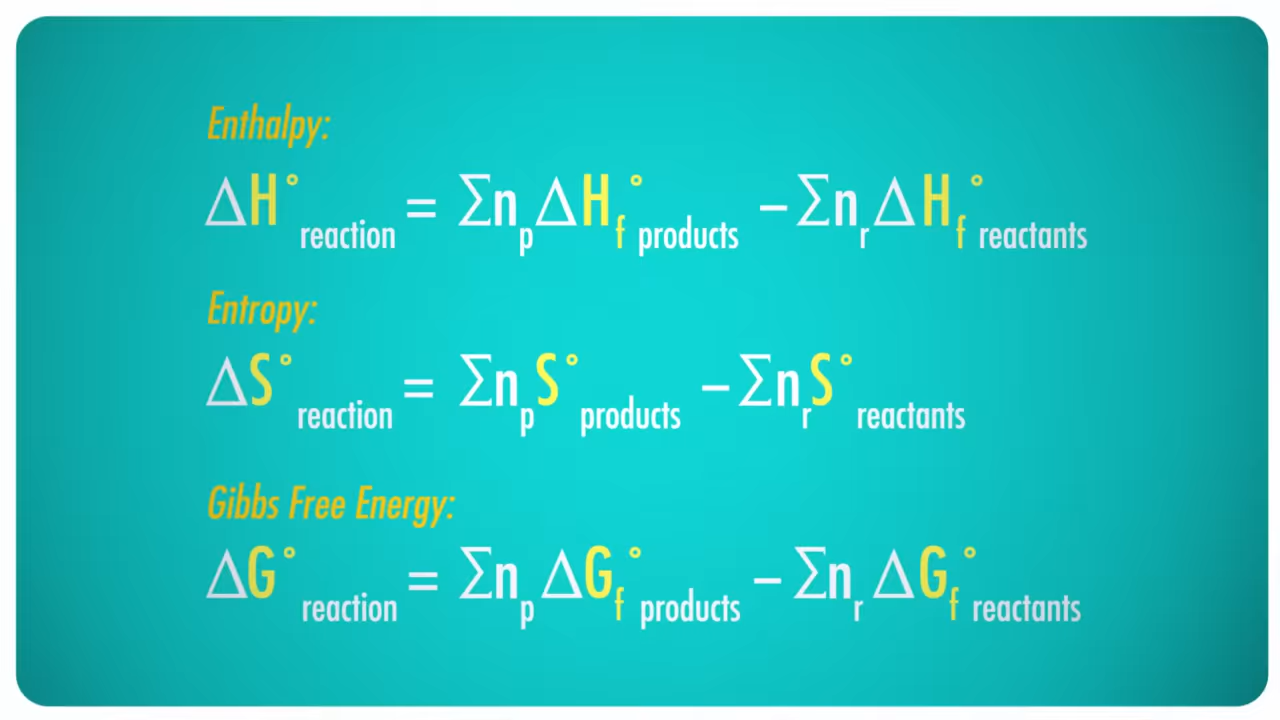 Enthalpy:
ΔH°reaction = ΣnpΔHf°products – ΣnrΔHf°reactants
Entropy:
ΔS°reaction = ΣnpS°products – ΣnrS°reactants
Gibbs Free Energy:
ΔG°reaction = ΣnpΔGf°products – ΣnrΔGf°reactants